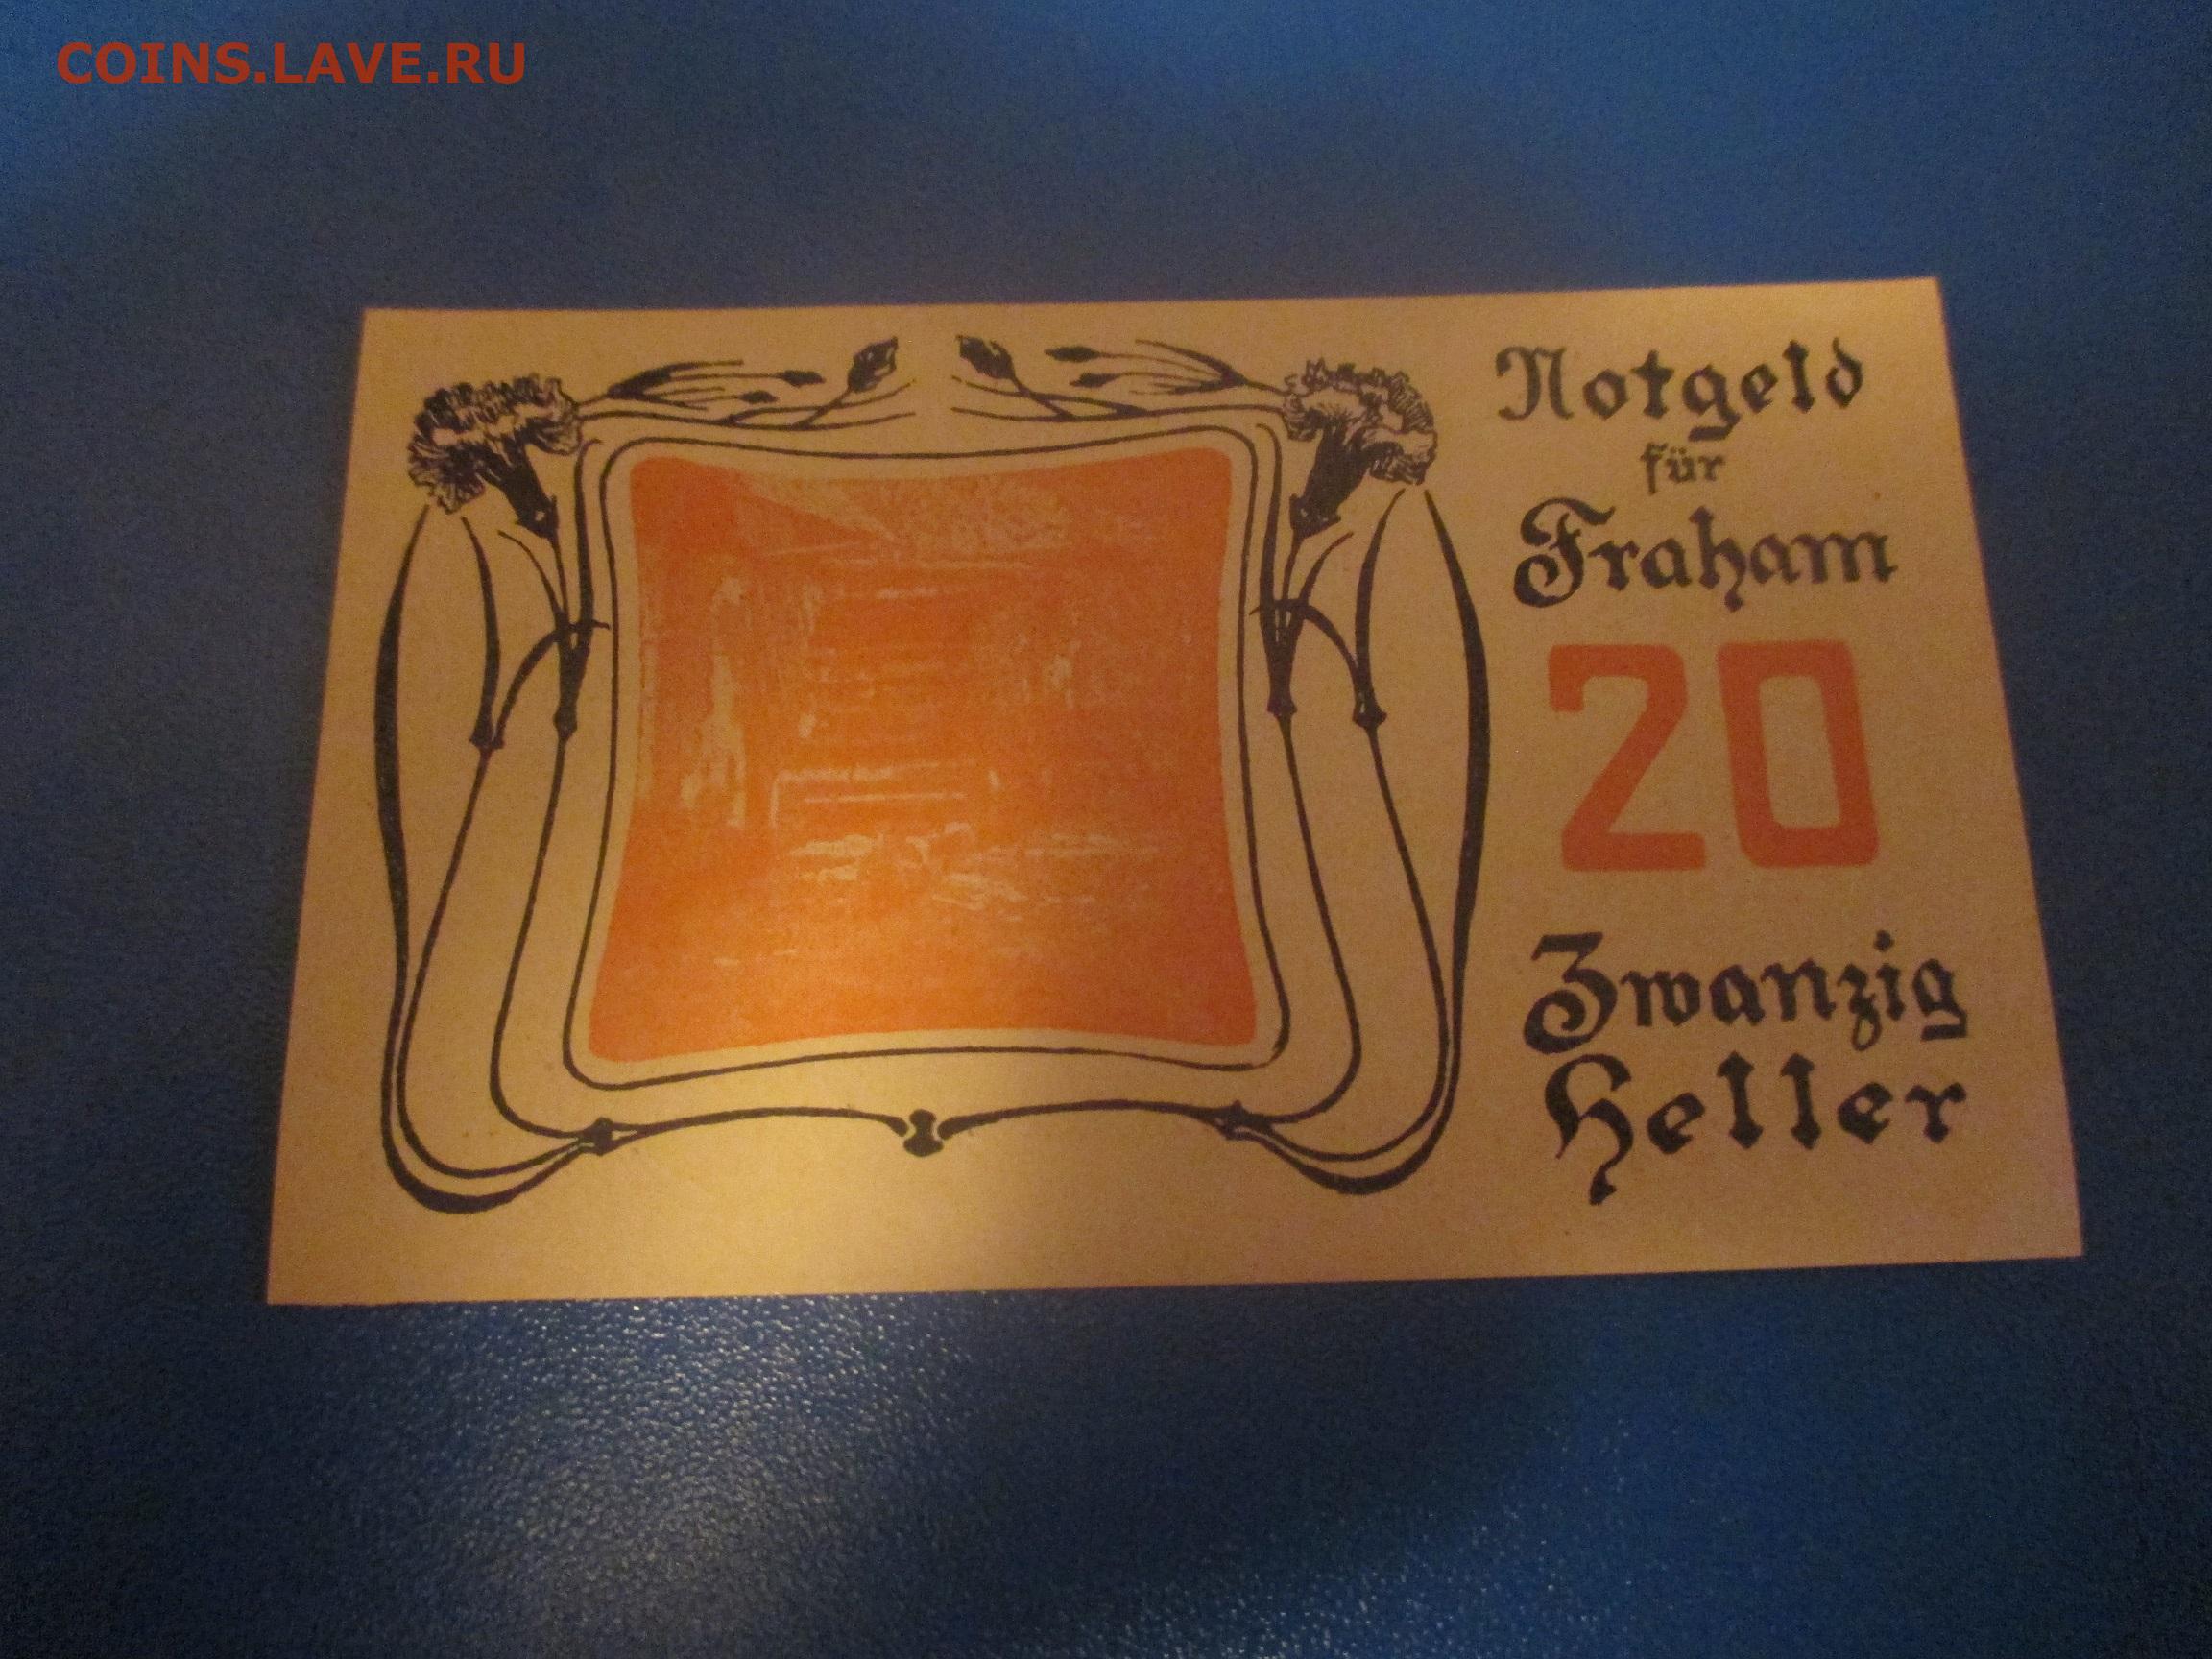 COINS.LAVE.RU
Notgeld
für
Fraham
20
Zwanzig
Heller